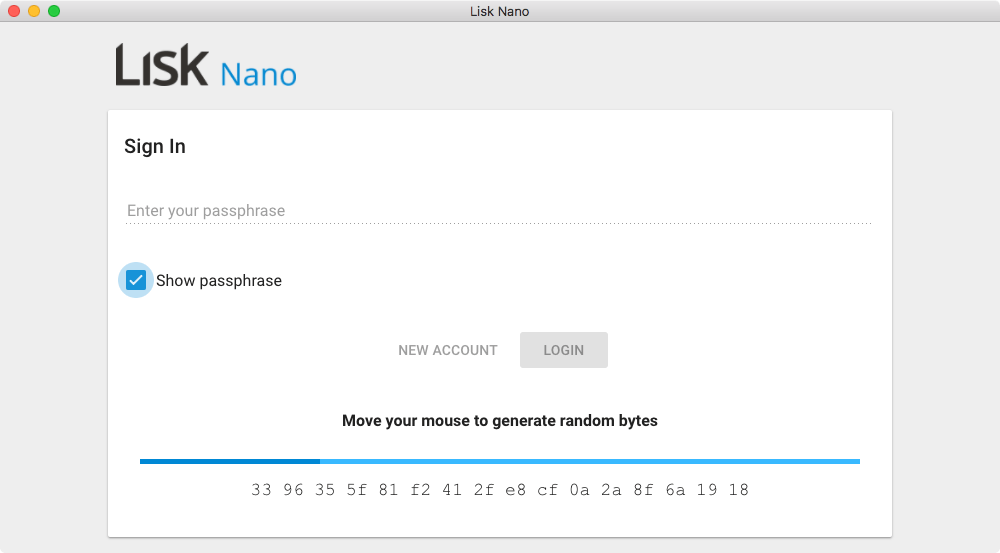 Lisk Nano
Lisk Nano
Sign In
Enter your passphrase
Show passphrase
NEW ACCOUNT LOGIN
Move your mouse to generate random bytes
33 96 35 5f 81 f2 41 2f e8 cf 0a 2a 8f 6a 19 18